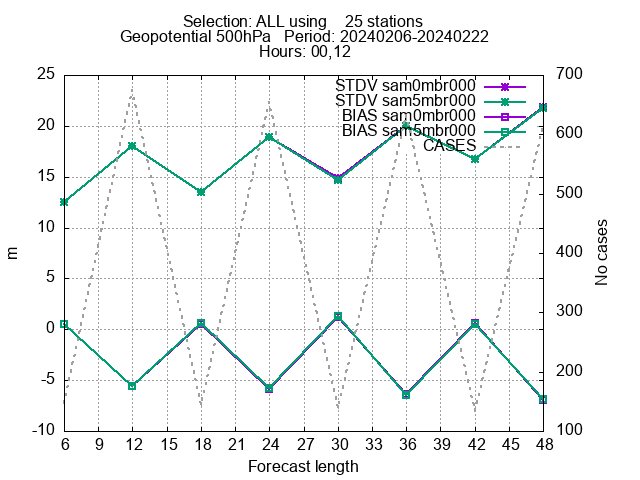 Selection: ALL using    25 stations
Geopotential 500hPa   Period: 20240206-20240222
Hours: 00,12
STDV sam0mbr000
STDV sam5mbr000
BIAS sam0mbr000
BIAS sam5mbr000
CASES
25
20
15
10
5
0
-5
-10
m
700
600
500
400
300
200
100
No cases
6 9 12 15 18 21 24 27 30 33 36 39 42 45 48
Forecast length